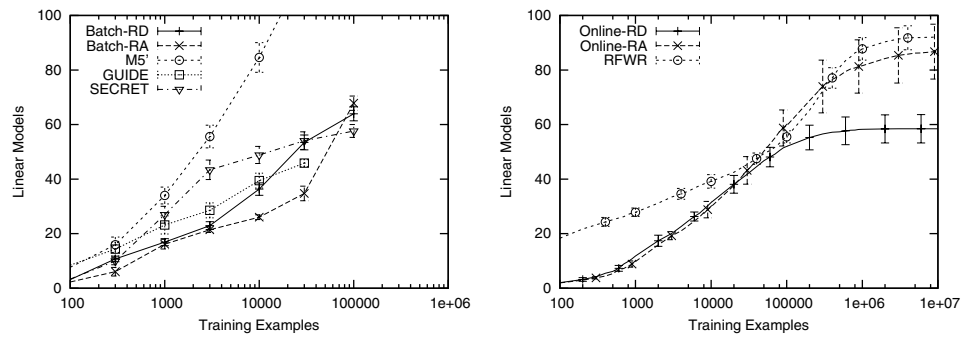 100
80
60
40
20
0
Linear Models
Batch-RD
Batch-RA
M5'
GUIDE
SECRET
100 1000 10000 100000 1e+06
Training Examples
100
80
60
40
20
0
Linear Models
Online-RD
Online-RA
RFWR
100 1000 10000 100000 1e+06 1e+07
Training Examples